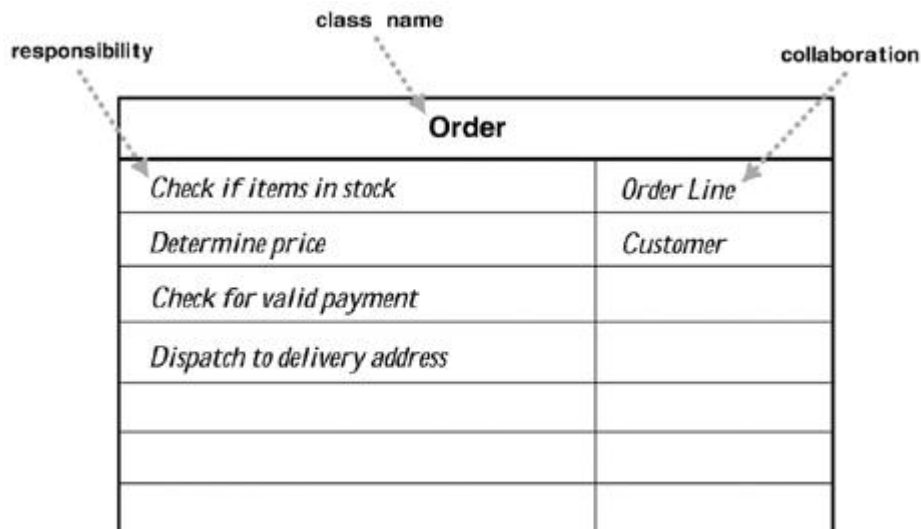 class name
responsibility
collaboration
Order
Check if items in stock
Order Line
Determine price
Customer
Check for valid payment
Dispatch to delivery address